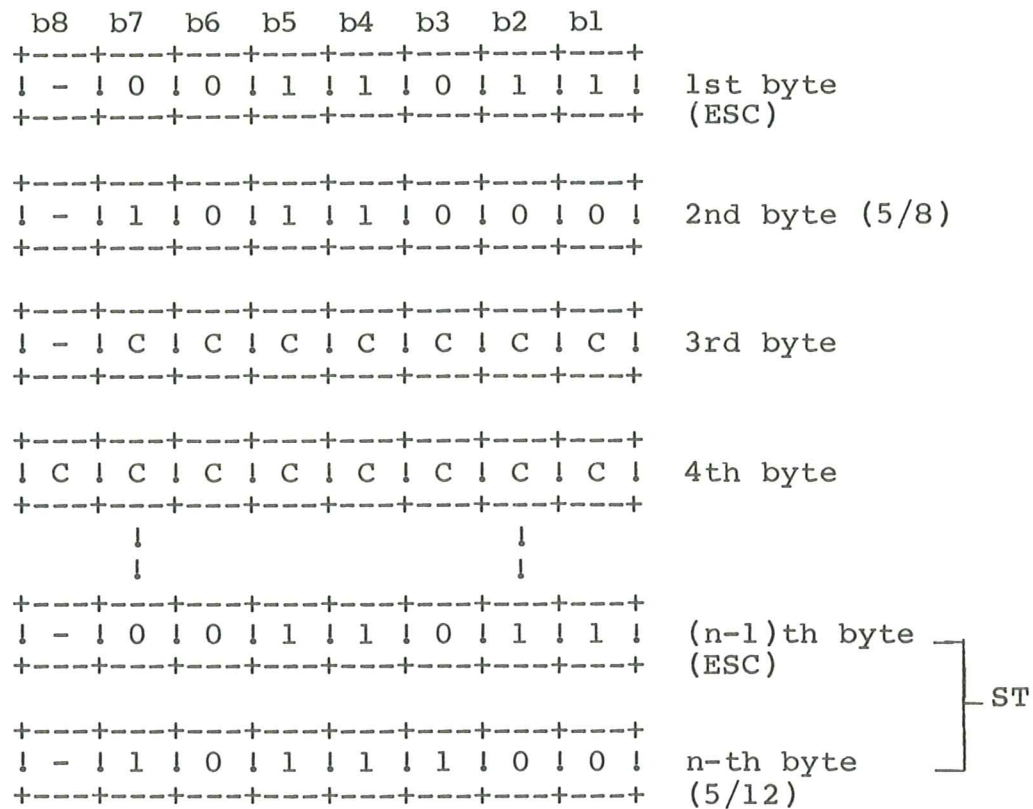 b8 b7 b6 b5 b4 b3 b2 b1
+---+---+---+---+---+---+---+---+
! - ! 0 ! 0 ! 1 ! 1 ! 0 ! 1 ! 1 ! 1st byte
+---+---+---+---+---+---+---+---+ (ESC)
+---+---+---+---+---+---+---+---+
! - ! 1 ! 0 ! 1 ! 1 ! 0 ! 0 ! 0 ! 2nd byte (5/8)
+---+---+---+---+---+---+---+---+
+---+---+---+---+---+---+---+---+
! - ! C ! C ! C ! C ! C ! C ! C ! 3rd byte
+---+---+---+---+---+---+---+---+
+---+---+---+---+---+---+---+---+
! C ! C ! C ! C ! C ! C ! C ! C ! 4th byte
+---+---+---+---+---+---+---+---+
! !
! !
+---+---+---+---+---+---+---+---+
! - ! 0 ! 0 ! 1 ! 1 ! 0 ! 1 ! 1 ! (n-1)th byte
+---+---+---+---+---+---+---+---+ (ESC)
ST
+---+---+---+---+---+---+---+---+
! - ! 1 ! 0 ! 1 ! 1 ! 1 ! 0 ! 0 ! n-th byte
+---+---+---+---+---+---+---+---+ (5/12)